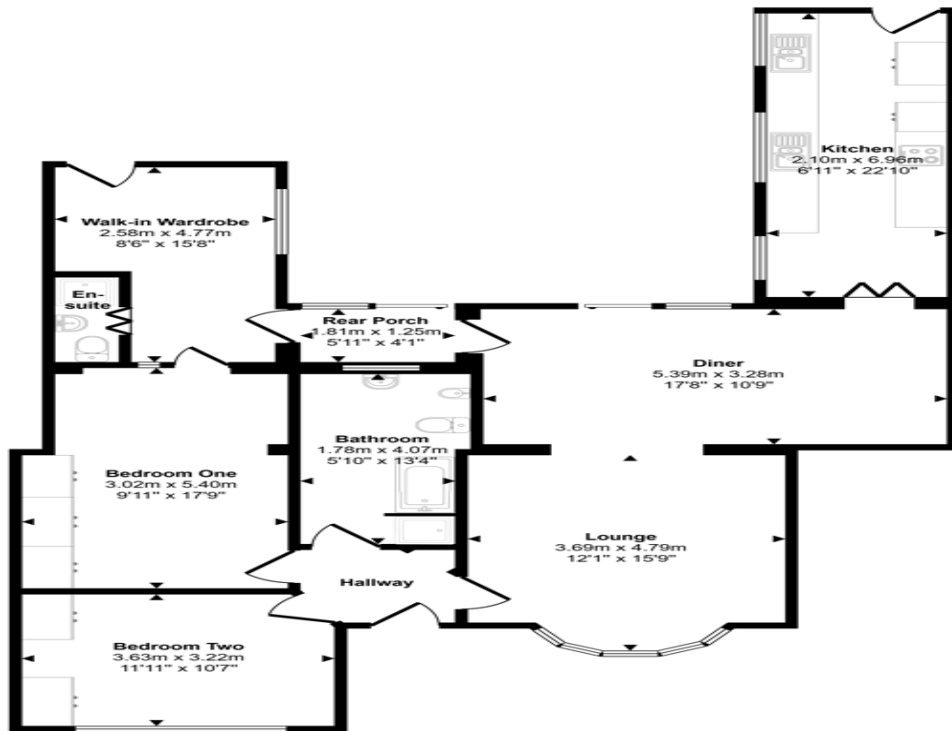 Kitchen
2.10m x 6.96m
6'11" x 22'10"
Walk-in Wardrobe
2.58m x 4.77m
8'6" x 15'8"
En-
suite
Rear Porch
1.81m x 1.25m
5'11" x 4'1"
Diner
5.39m x 3.28m
17'8" x 10'9"
Bathroom
1.78m x 4.07m
5'10" x 13'4"
Bedroom One
3.02m x 5.40m
9'11" x 17'9"
Lounge
3.69m x 4.79m
12'1" x 15'9"
Hallway
Bedroom Two
3.63m x 3.22m
11'11" x 10'7"